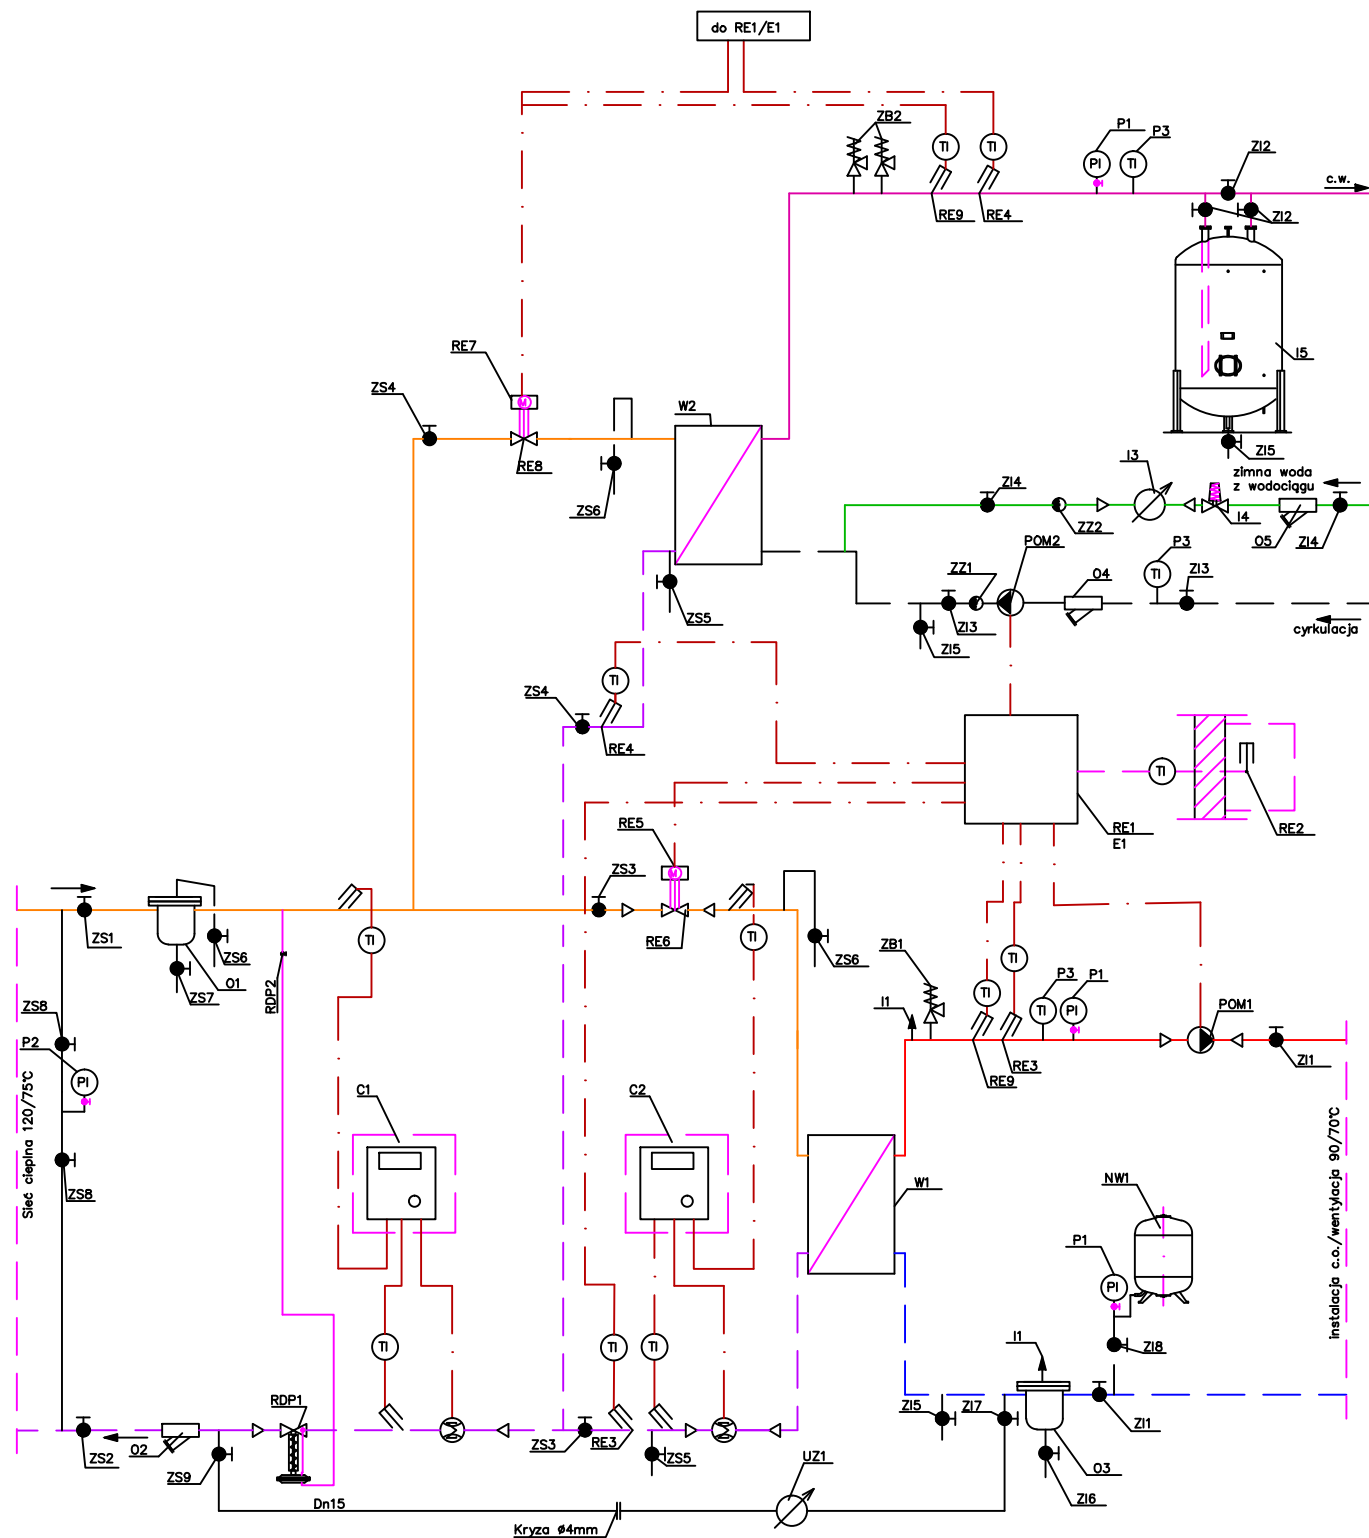 do RE1/E1
ZB2
P1
P3
ZI2
c.w.
TI
TI
PI
TI
RE9
RE4
ZI2
RE7
I5
ZS4
M
W2
RE8
ZI5
I3
zimna woda
z wodociągu
ZS6
ZI4
ZZ2
I4
O5
ZI4
POM2
P3
ZZ1
O4
TI
ZI3
ZS5
ZI3
cyrkulacja
ZI5
TI
ZS4
RE4
TI
RE5
RE1
E1
RE2
M
ZS3
ZS1
ZS6
O1
ZS7
TI
RE6
TI
ZS6
ZB1
RDP2
TI
TI
P3
P1
I1
TI
PI
POM1
ZS8
P2
PI
RE9
RE3
ZI1
Sieć cieplna 120/75°C
C1
C2
instalacja c.o./wentylacja 90/70°C
ZS8
W1
NW1
P1
PI
TI
TI
TI
I1
ZI8
RDP1
ZI5
ZI7
ZI1
ZS2
O2
ZS9
ZS3
RE3
ZS5
UZ1
O3
ZI6
Dn15
Kryza Ø4mm